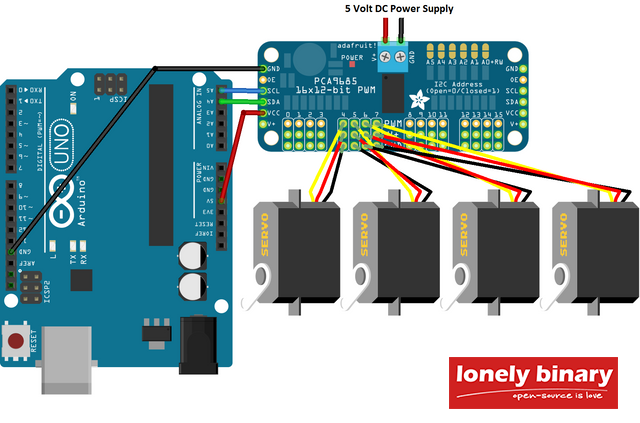 5 Volt DC Power Supply
adafruit!
V+
POWER
A5 A4 A3 A2 A1 A0 +RW
GND
OE
SCL
SDA
VCC
V+
PCA9685
16x12-bit PWM
I2C Address
(Open=0/Closed=1)
GND
OE
SCL
SDA
VCC
V+
0 1 2 3
4 5 6 7
8 9 10 11
12 13 14 15
PWM
ICSP
1
ON
RX0
TX1
2
3
4
5
6
7
8
9
10
11
12
GND
AREF
DIGITAL (PWM=~)
UNO
Arduino
ANALOG IN
A5
A4
A3
A2
A1
A0
POWER
VIN
GND
GND
5V
3V3
RESET
IOREF
L
TX
RX
ICSP2
RESET
SERVO
SERVO
SERVO
SERVO
lonely binary
open-source is love